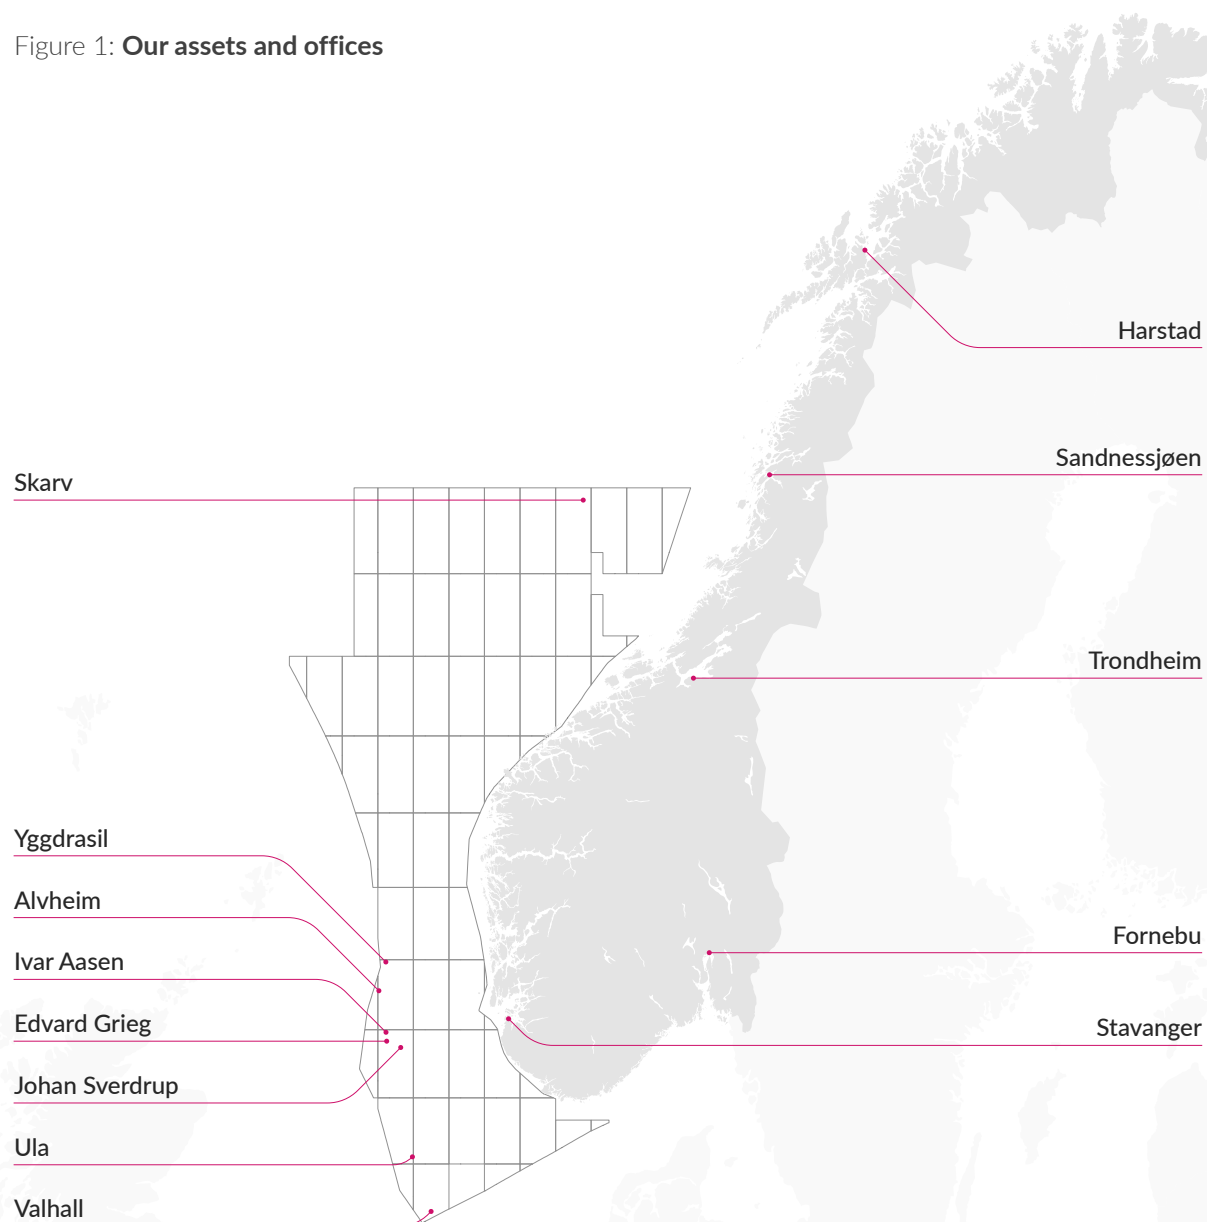 Figure 1: Our assets and offices
Harstad
Sandnessjøen
Skarv
Trondheim
Yggdrasil
Alvheim
Fornebu
Ivar Aasen
Edvard Grieg
Stavanger
Johan Sverdrup
Ula
Valhall